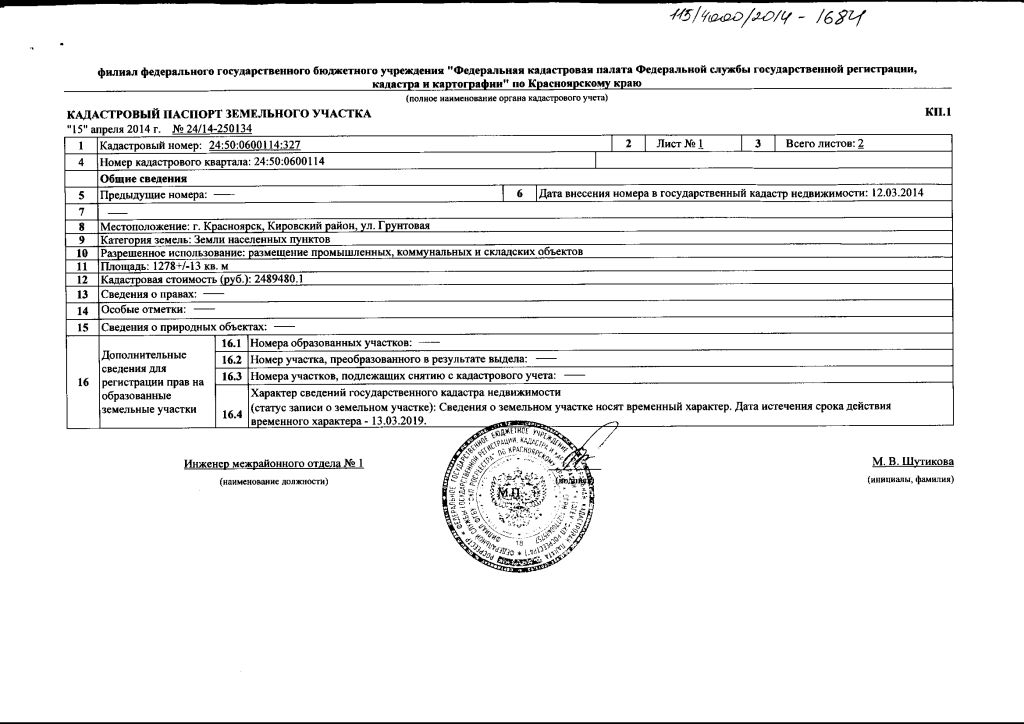 115/4000/2014 - 1684
филиал федерального государственного бюджетного учреждения "Федеральная кадастровая палата Федеральной службы государственной регистрации,
кадастра и картографии" по Красноярскому краю
(полное наименование органа кадастрового учета)
КАДАСТРОВЫЙ ПАСПОРТ ЗЕМЕЛЬНОГО УЧАСТКА КП.1
"15" апреля 2014 г. № 24/14-250134
1 Кадастровый номер: 24:50:0600114:327 2 Лист № 1 3 Всего листов: 2
4 Номер кадастрового квартала: 24:50:0600114
Общие сведения
5 Предыдущие номера: —— 6 Дата внесения номера в государственный кадастр недвижимости: 12.03.2014
7 ——
8 Местоположение: г. Красноярск, Кировский район, ул. Грунтовая
9 Категория земель: Земли населенных пунктов
10 Разрешенное использование: размещение промышленных, коммунальных и складских объектов
11 Площадь: 1278+/-13 кв. м
12 Кадастровая стоимость (руб.): 2489480.1
13 Сведения о правах: ——
14 Особые отметки: ——
15 Сведения о природных объектах: ——
16 Дополнительные
сведения для
регистрации прав на
образованные
земельные участки
16.1 Номера образованных участков: ——
16.2 Номер участка, преобразованного в результате выдела: ——
16.3 Номера участков, подлежащих снятию с кадастрового учета: ——
16.4 Характер сведений государственного кадастра недвижимости
(статус записи о земельном участке): Сведения о земельном участке носят временный характер. Дата истечения срока действия
временного характера - 13.03.2019.
Инженер межрайонного отдела № 1 М. В. Шутикова
(наименование должности) М.П. (подпись) (инициалы, фамилия)